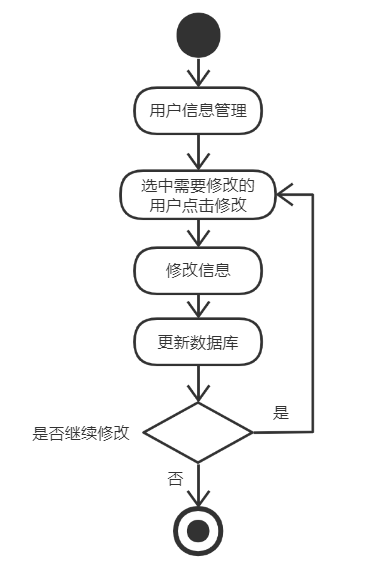 用户信息管理
选中需要修改的
用户点击修改
修改信息
更新数据库
是
是否继续修改
否